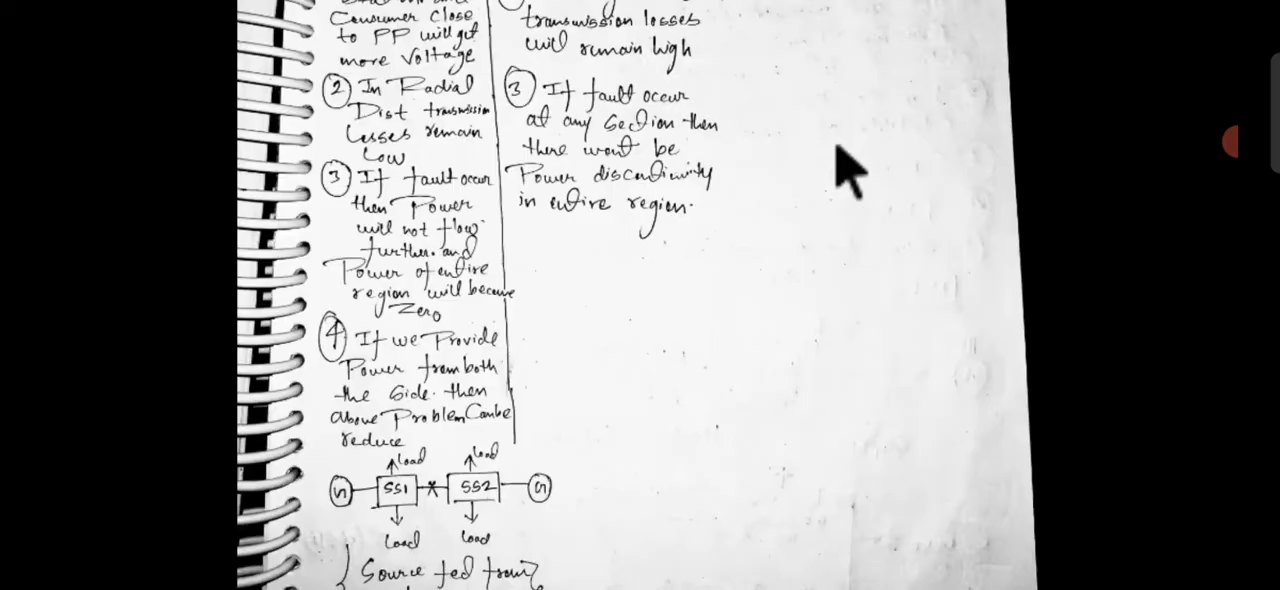 Consumer close
to PP will get
more Voltage
② In Radial
Dist transmission
Losses remain
Low
③ If fault occur
then Power
will not flow
further. and
Power of entire
region will became
Zero
④ If we Provide
Power from both
the side. then
above Problem Can be
reduce
load load
G SS1 SS2 G
Load Load
Source fed from
transmission losses
will remain high
③ If fault occur
at any Section then
there wont be
Power discontinuity
in entire region.